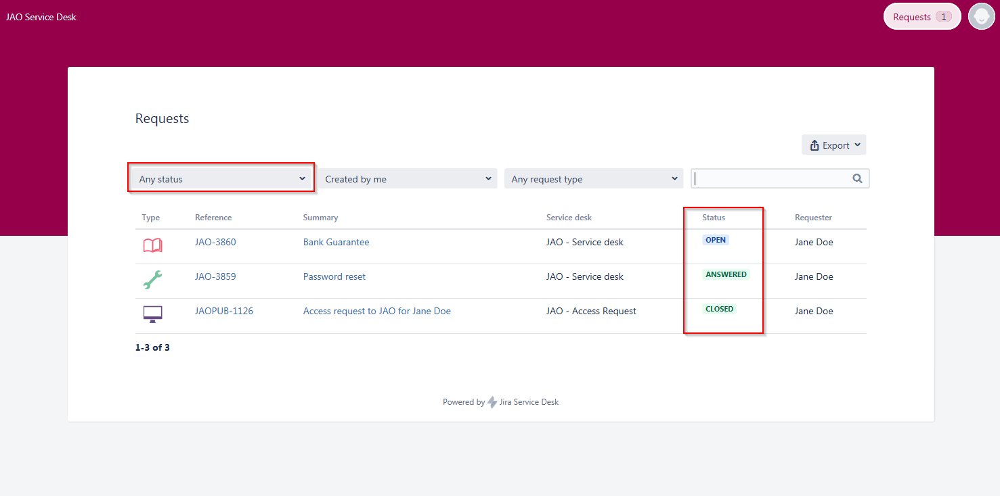 JAO Service Desk
Requests 1
Requests
Export
Any status Created by me Any request type
Type Reference Summary Service desk Status Requester
JAO-3860 Bank Guarantee JAO - Service desk OPEN Jane Doe
JAO-3859 Password reset JAO - Service desk ANSWERED Jane Doe
JAOPUB-1126 Access request to JAO for Jane Doe JAO - Access Request CLOSED Jane Doe
1-3 of 3
Powered by Jira Service Desk